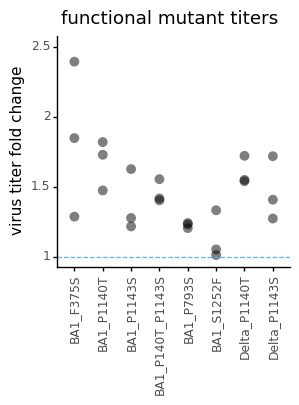 functional mutant titers
virus titer fold change
2.5
2
1.5
1
BA1_F375S
BA1_P1140T
BA1_P1143S
BA1_P140T_P1143S
BA1_P793S
BA1_S1252F
Delta_P1140T
Delta_P1143S